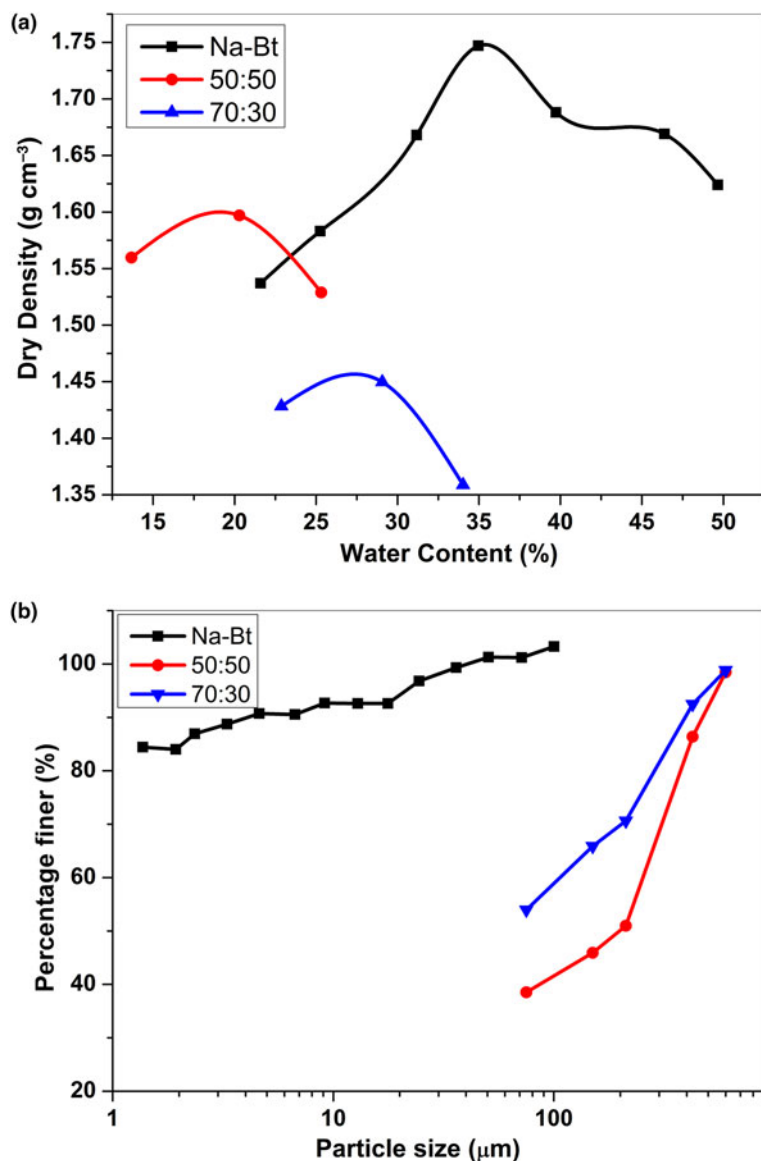 (a)
Na-Bt
50:50
70:30
1.75
1.70
1.65
1.60
1.55
1.50
1.45
1.40
1.35
Dry Density (g cm⁻³)
15 20 25 30 35 40 45 50
Water Content (%)
(b)
Na-Bt
50:50
70:30
100
80
60
40
20
Percentage finer (%)
1 10 100
Particle size (μm)